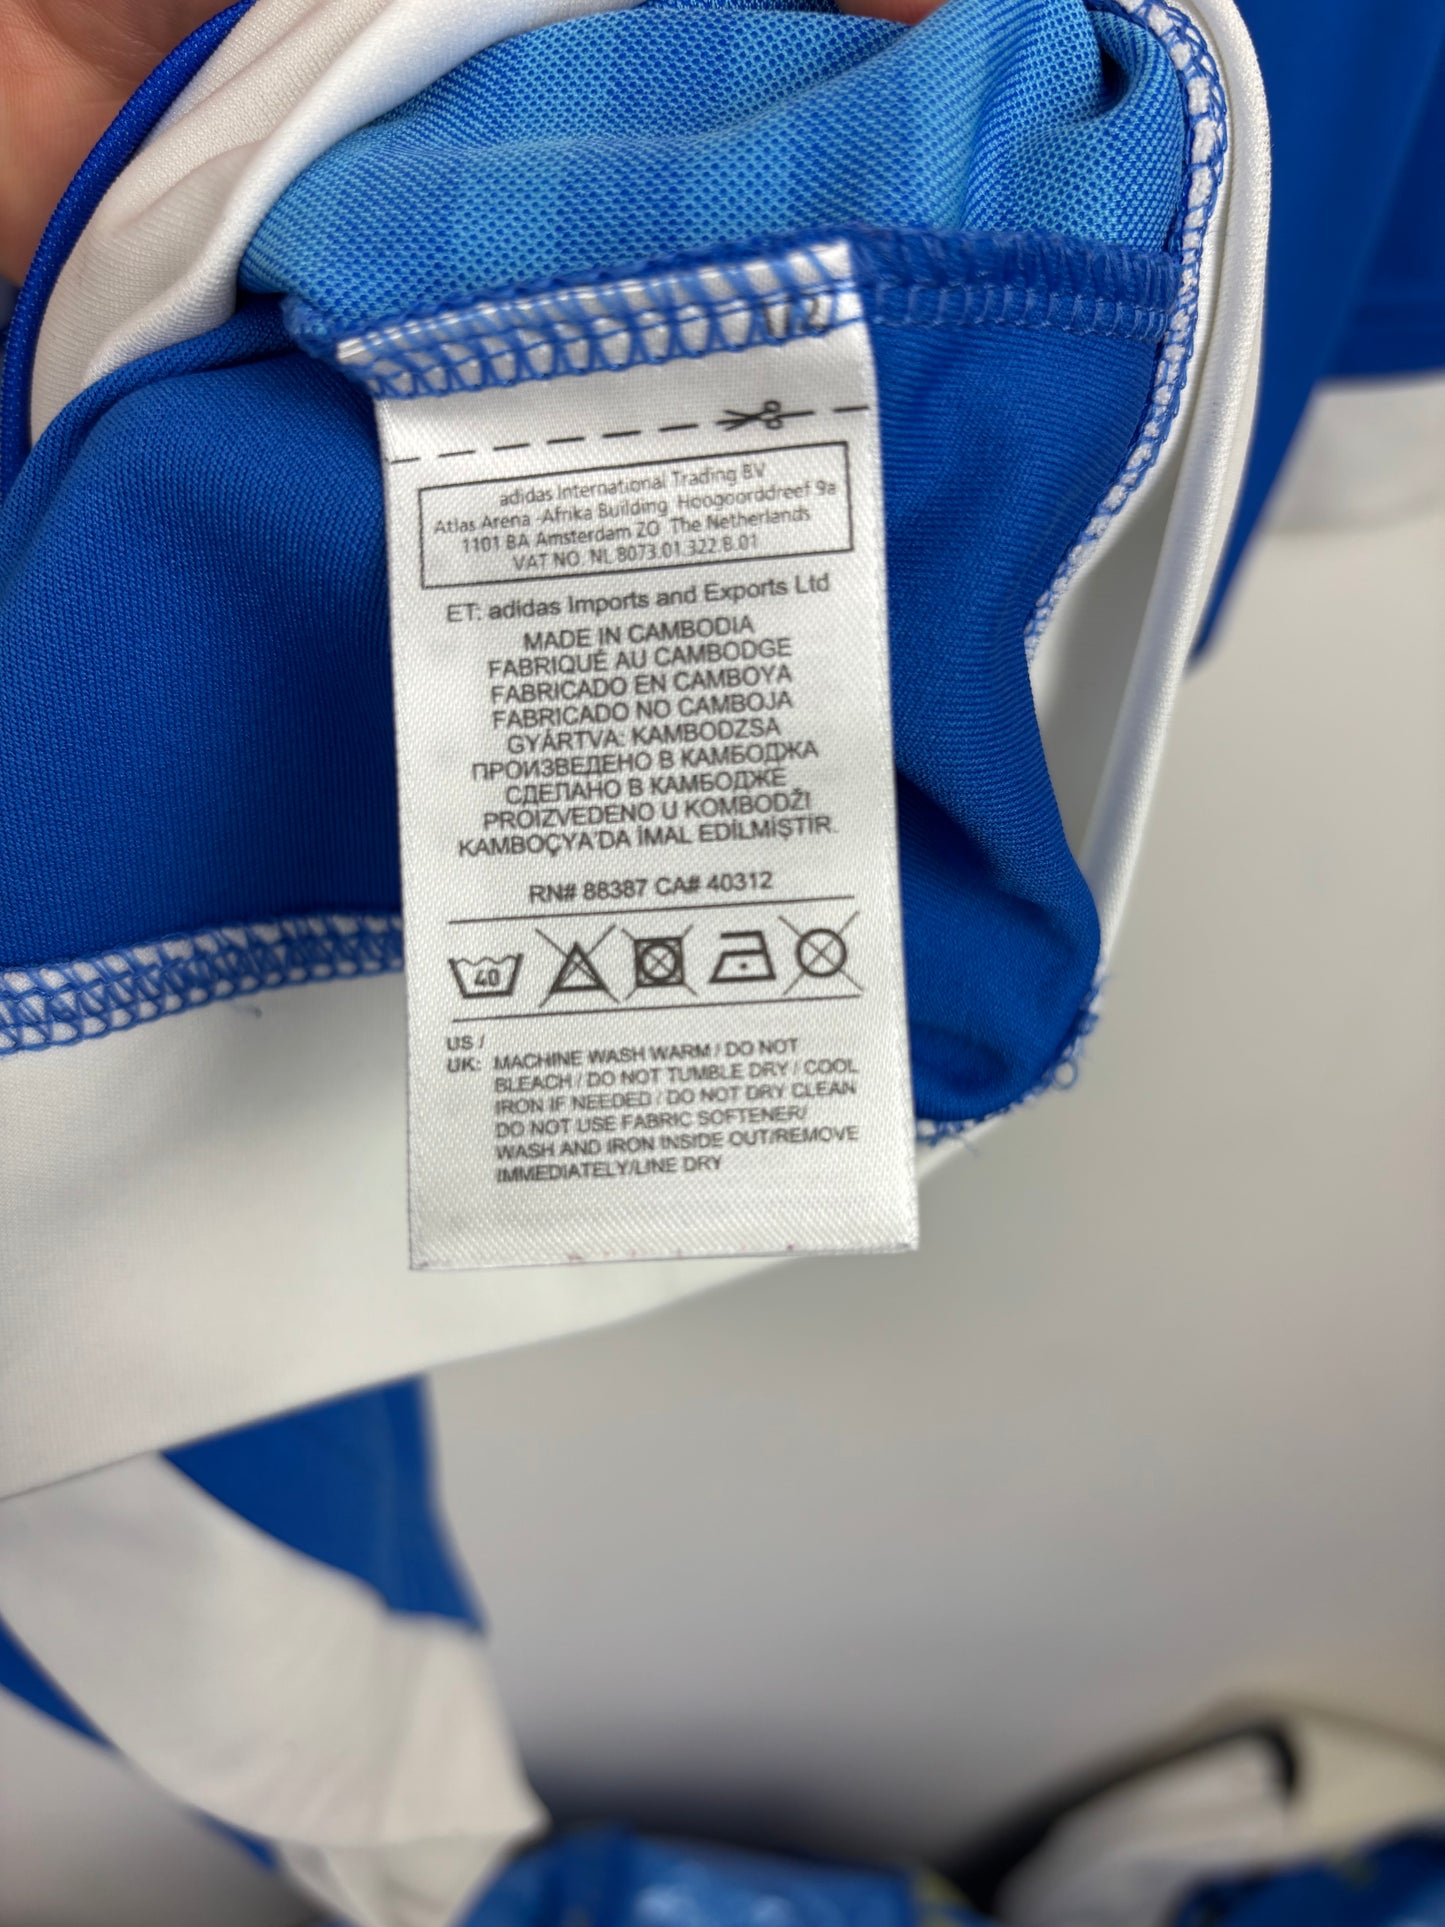 adidas International Trading BV
Atlas Arena -Afrika Building Hoogoorddreef 9a
1101 BA Amsterdam ZO The Netherlands
VAT NO. NL 8073.01.322.B.01
ET: adidas Imports and Exports Ltd
MADE IN CAMBODIA
FABRIQUÉ AU CAMBODGE
FABRICADO EN CAMBOYA
FABRICADO NO CAMBOJA
GYÁRTVA: KAMBODZSA
ПРОИЗВЕДЕНО В КАМБОДЖА
СДЕЛАНО В КАМБОДЖЕ
PROIZVEDENO U KOMBODŽI
KAMBOÇYA'DA İMAL EDİLMİŞTİR.
RN# 88387 CA# 40312
40
US /
UK: MACHINE WASH WARM / DO NOT
BLEACH / DO NOT TUMBLE DRY / COOL
IRON IF NEEDED / DO NOT DRY CLEAN
DO NOT USE FABRIC SOFTENER/
WASH AND IRON INSIDE OUT/REMOVE
IMMEDIATELY/LINE DRY